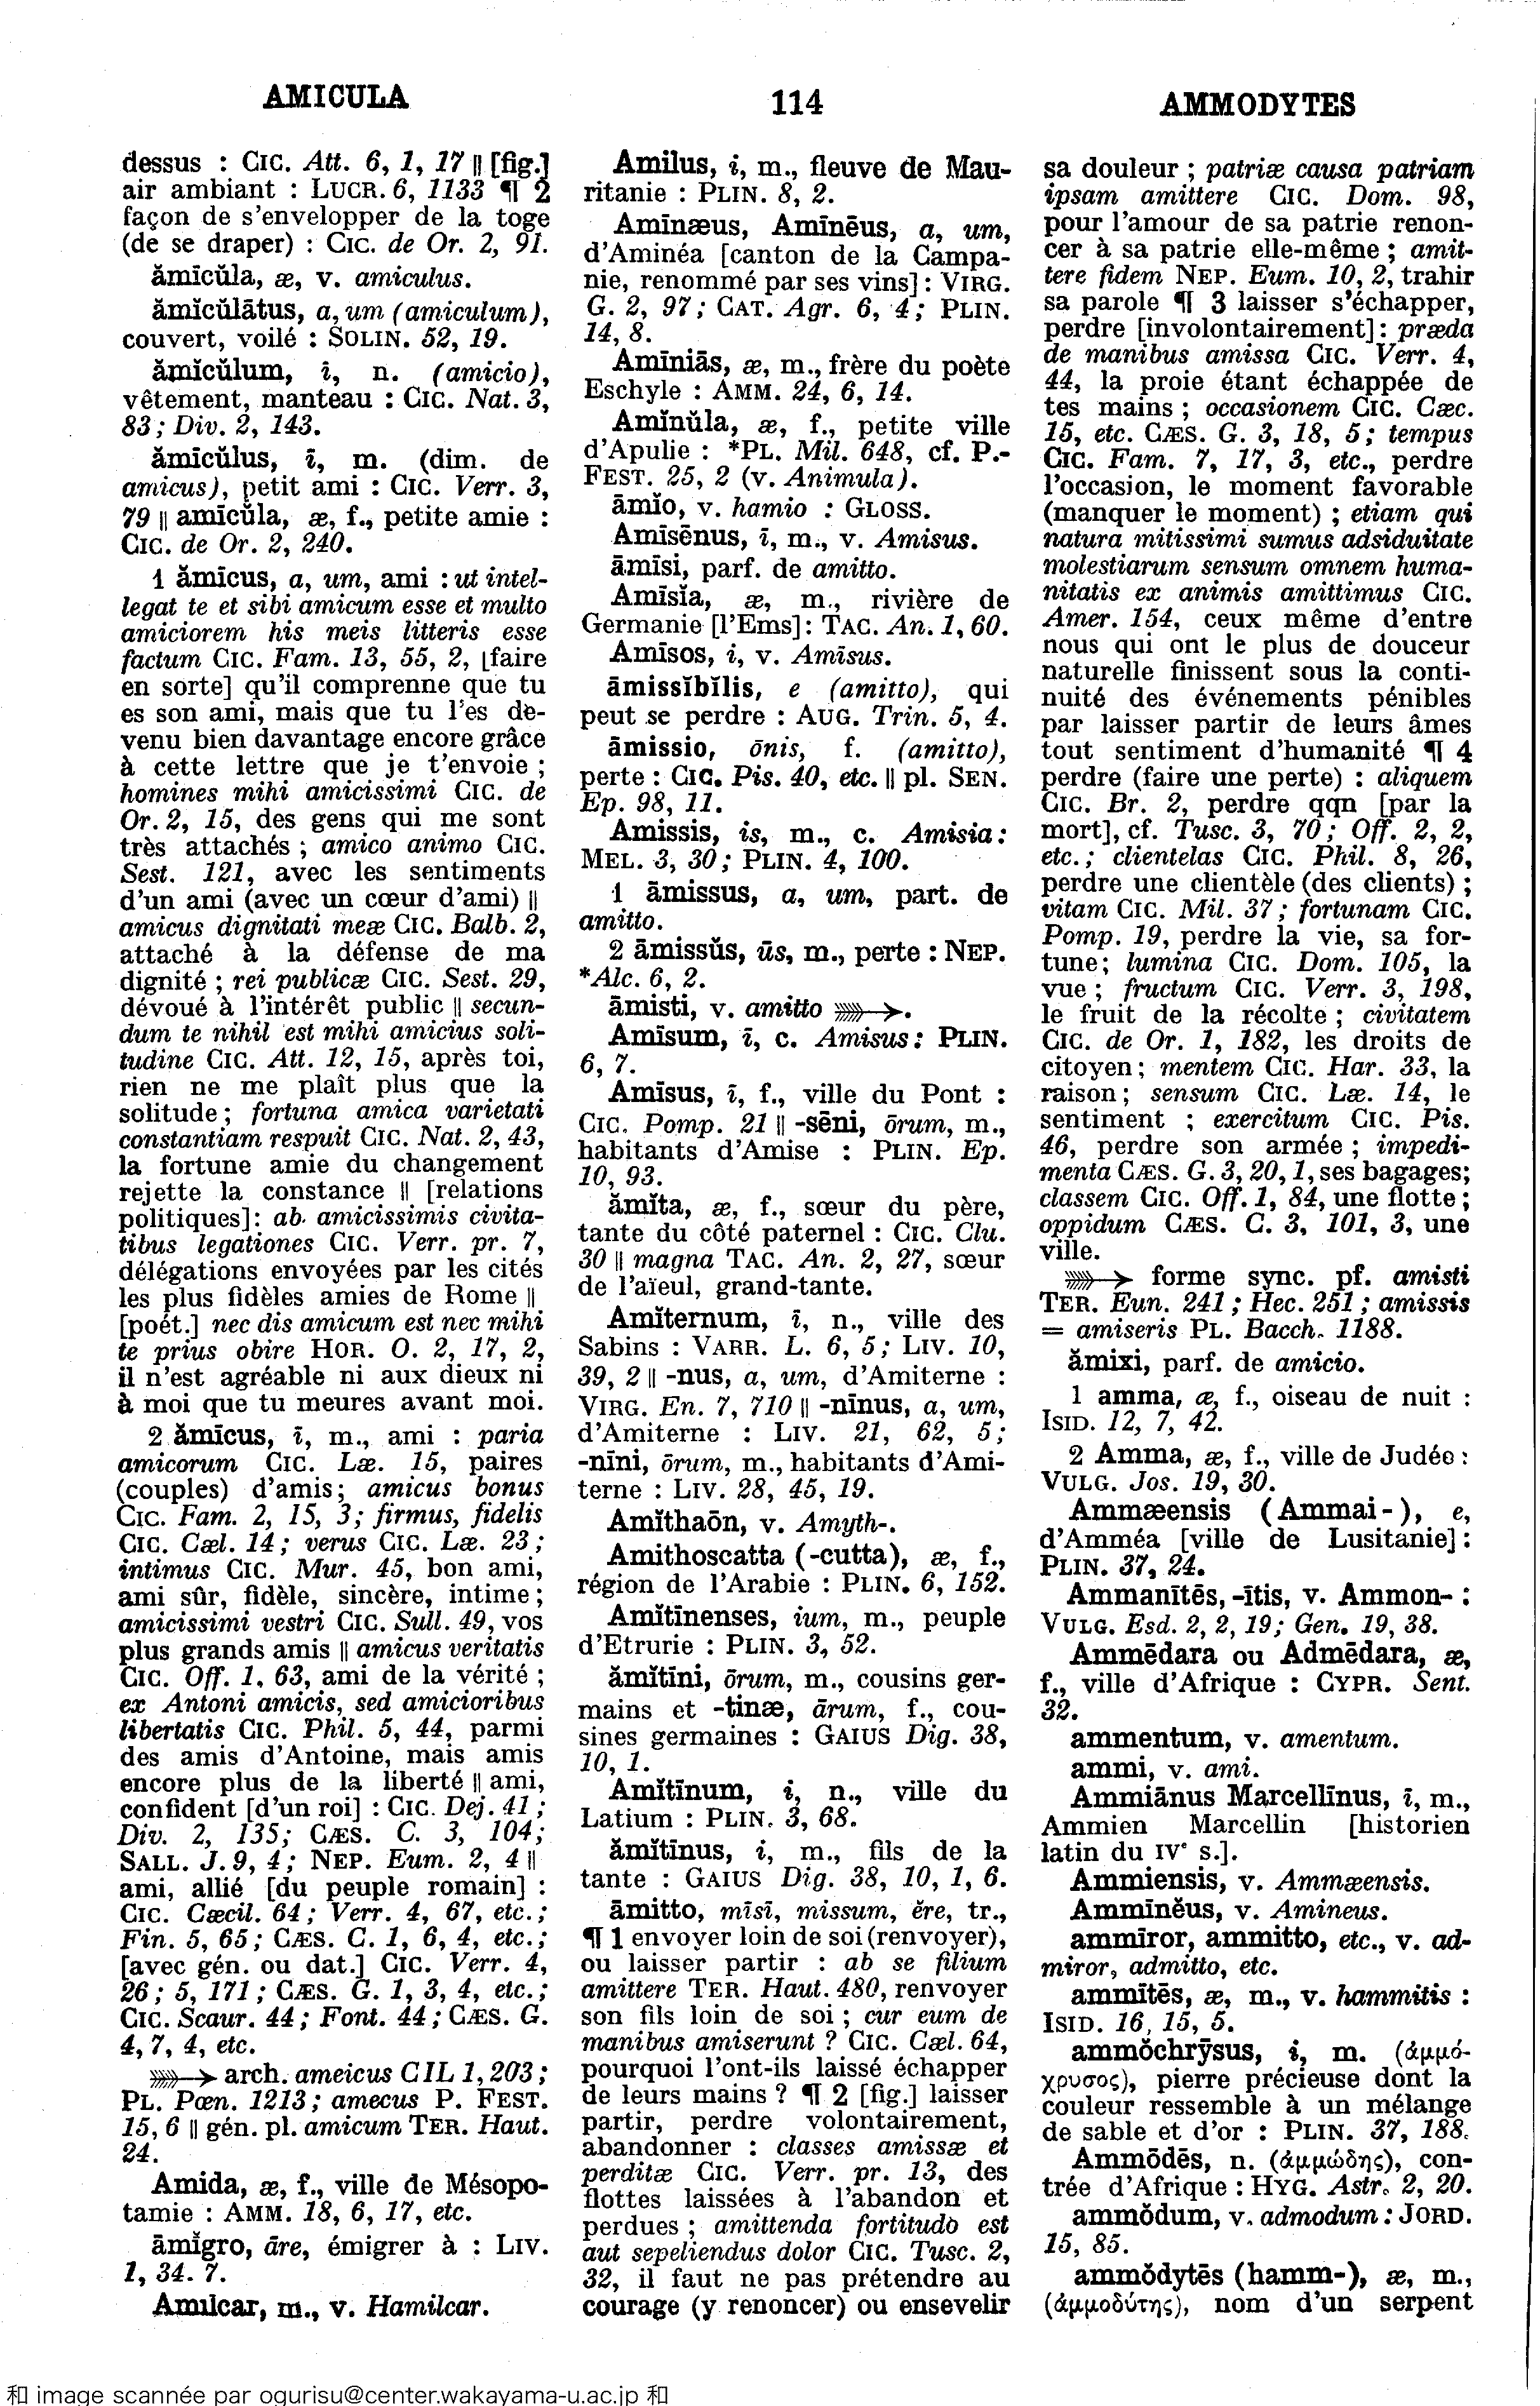 AMICULA
114
AMMODYTES
dessus : CIC. Att. 6, 1, 17 || [fig.]
air ambiant : LUCR. 6, 1133 ¶ 2
façon de s'envelopper de la toge
(de se draper) : CIC. de Or. 2, 91.
ămīcŭla, æ, v. amiculus.
ămĭcŭlātus, a, um (amiculum),
couvert, voilé : SOLIN. 52, 19.
ămĭcŭlum, ī, n. (amicio),
vêtement, manteau : CIC. Nat. 3,
83 ; Div. 2, 143.
ămīcŭlus, ī, m. (dim. de
amicus), petit ami : CIC. Verr. 3,
79 || amīcŭla, æ, f., petite amie :
CIC. de Or. 2, 240.
1 ămīcus, a, um, ami : ut intel-
legat te et sibi amicum esse et multo
amiciorem his meis litteris esse
factum CIC. Fam. 13, 55, 2, [faire
en sorte] qu'il comprenne que tu
es son ami, mais que tu l'es de-
venu bien davantage encore grâce
à cette lettre que je t'envoie ;
homines mihi amicissimi CIC. de
Or. 2, 15, des gens qui me sont
très attachés ; amico animo CIC.
Sest. 121, avec les sentiments
d'un ami (avec un cœur d'ami) ||
amicus dignitati meæ CIC. Balb. 2,
attaché à la défense de ma
dignité ; rei publicæ CIC. Sest. 29,
dévoué à l'intérêt public || secun-
dum te nihil est mihi amicius soli-
tudine CIC. Att. 12, 15, après toi,
rien ne me plaît plus que la
solitude ; fortuna amica varietati
constantiam respuit CIC. Nat. 2, 43,
la fortune amie du changement
rejette la constance || [relations
politiques] : ab amicissimis civita-
tibus legationes CIC. Verr. pr. 7,
délégations envoyées par les cités
les plus fidèles amies de Rome ||
[poét.] nec dis amicum est nec mihi
te prius obire HOR. O. 2, 17, 2,
il n'est agréable ni aux dieux ni
à moi que tu meures avant moi.
2 ămīcus, ī, m., ami : paria
amicorum CIC. Læ. 15, paires
(couples) d'amis ; amicus bonus
CIC. Fam. 2, 15, 3 ; firmus, fidelis
CIC. Cæl. 14 ; verus CIC. Læ. 23 ;
intimus CIC. Mur. 45, bon ami,
ami sûr, fidèle, sincère, intime ;
amicissimi vestri CIC. Sull. 49, vos
plus grands amis || amicus veritatis
CIC. Off. 1, 63, ami de la vérité ;
ex Antoni amicis, sed amicioribus
libertatis CIC. Phil. 5, 44, parmi
des amis d'Antoine, mais amis
encore plus de la liberté || ami,
confident [d'un roi] : CIC. Dej. 41 ;
Div. 2, 135 ; CÆS. C. 3, 104 ;
SALL. J. 9, 4 ; NEP. Eum. 2, 4 ||
ami, allié [du peuple romain] :
CIC. Cæcil. 64 ; Verr. 4, 67, etc. ;
Fin. 5, 65 ; CÆS. C. 1, 6, 4, etc. ;
[avec gén. ou dat.] CIC. Verr. 4,
26 ; 5, 171 ; CÆS. G. 1, 3, 4, etc. ;
CIC. Scaur. 44 ; Font. 44 ; CÆS. G.
4, 7, 4, etc.
arch. ameicus CIL 1, 203 ;
PL. Pœn. 1213 ; amecus P. FEST.
15, 6 || gén. pl. amicum TER. Haut.
24.
Amida, æ, f., ville de Mésopo-
tamie : AMM. 18, 6, 17, etc.
āmĭgro, āre, émigrer à : LIV.
1, 34. 7.
Amilcar, m., v. Hamilcar.
Amilus, i, m., fleuve de Mau-
ritanie : PLIN. 8, 2.
Amīnæus, Amīnēus, a, um,
d'Aminéa [canton de la Campa-
nie, renommé par ses vins] : VIRG.
G. 2, 97 ; CAT. Agr. 6, 4 ; PLIN.
14, 8.
Amīniās, æ, m., frère du poète
Eschyle : AMM. 24, 6, 14.
Amĭnŭla, æ, f., petite ville
d'Apulie : *PL. Mil. 648, cf. P.-
FEST. 25, 2 (v. Animula).
āmĭo, v. hamio : GLOSS.
Amīsēnus, ī, m., v. Amisus.
āmīsi, parf. de amitto.
Amīsĭa, æ, m., rivière de
Germanie [l'Ems] : TAC. An. 1, 60.
Amīsos, i, v. Amīsus.
āmissĭbĭlis, e (amitto), qui
peut se perdre : AUG. Trin. 5, 4.
āmissio, ōnis, f. (amitto),
perte : CIC. Pis. 40, etc. || pl. SEN.
Ep. 98, 11.
Amissis, is, m., c. Amisia :
MEL. 3, 30 ; PLIN. 4, 100.
1 āmissus, a, um, part. de
amitto.
2 āmissŭs, ūs, m., perte : NEP.
*Alc. 6, 2.
āmisti, v. amitto.
Amīsum, ī, c. Amisus : PLIN.
6, 7.
Amīsus, ī, f., ville du Pont :
CIC. Pomp. 21 || -sēni, ōrum, m.,
habitants d'Amise : PLIN. Ep.
10, 93.
ămĭta, æ, f., sœur du père,
tante du côté paternel : CIC. Clu.
30 || magna TAC. An. 2, 27, sœur
de l'aïeul, grand-tante.
Amĭternum, ī, n., ville des
Sabins : VARR. L. 6, 5 ; LIV. 10,
39, 2 || -nus, a, um, d'Amiterne :
VIRG. En. 7, 710 || -nīnus, a, um,
d'Amiterne : LIV. 21, 62, 5 ;
-nīni, ōrum, m., habitants d'Ami-
terne : LIV. 28, 45, 19.
Amĭthaōn, v. Amyth-.
Amithoscatta (-cutta), æ, f.,
région de l'Arabie : PLIN. 6, 152.
Amĭtīnenses, ium, m., peuple
d'Etrurie : PLIN. 3, 52.
ămĭtīni, ōrum, m., cousins ger-
mains et -tinæ, ārum, f., cou-
sines germaines : GAIUS Dig. 38,
10, 1.
Amĭtīnum, i, n., ville du
Latium : PLIN. 3, 68.
ămĭtīnus, i, m., fils de la
tante : GAIUS Dig. 38, 10, 1, 6.
āmitto, mīsī, missum, ĕre, tr.,
¶ 1 envoyer loin de soi (renvoyer),
ou laisser partir : ab se filium
amittere TER. Haut. 480, renvoyer
son fils loin de soi ; cur eum de
manibus amiserunt ? CIC. Cæl. 64,
pourquoi l'ont-ils laissé échapper
de leurs mains ? ¶ 2 [fig.] laisser
partir, perdre volontairement,
abandonner : classes amissæ et
perditæ CIC. Verr. pr. 13, des
flottes laissées à l'abandon et
perdues ; amittenda fortitudo est
aut sepeliendus dolor CIC. Tusc. 2,
32, il faut ne pas prétendre au
courage (y renoncer) ou ensevelir
sa douleur ; patriæ causa patriam
ipsam amittere CIC. Dom. 98,
pour l'amour de sa patrie renon-
cer à sa patrie elle-même ; amit-
tere fidem NEP. Eum. 10, 2, trahir
sa parole ¶ 3 laisser s'échapper,
perdre [involontairement] : præda
de manibus amissa CIC. Verr. 4,
44, la proie étant échappée de
tes mains ; occasionem CIC. Cæc.
15, etc. CÆS. G. 3, 18, 5 ; tempus
CIC. Fam. 7, 17, 3, etc., perdre
l'occasion, le moment favorable
(manquer le moment) ; etiam qui
natura mitissimi sumus adsiduitate
molestiarum sensum omnem huma-
nitatis ex animis amittimus CIC.
Amer. 154, ceux même d'entre
nous qui ont le plus de douceur
naturelle finissent sous la conti-
nuité des événements pénibles
par laisser partir de leurs âmes
tout sentiment d'humanité ¶ 4
perdre (faire une perte) : aliquem
CIC. Br. 2, perdre qqn [par la
mort], cf. Tusc. 3, 70 ; Off. 2, 2,
etc. ; clientelas CIC. Phil. 8, 26,
perdre une clientèle (des clients) ;
vitam CIC. Mil. 37 ; fortunam CIC.
Pomp. 19, perdre la vie, sa for-
tune ; lumina CIC. Dom. 105, la
vue ; fructum CIC. Verr. 3, 198,
le fruit de la récolte ; civitatem
CIC. de Or. 1, 182, les droits de
citoyen ; mentem CIC. Har. 33, la
raison ; sensum CIC. Læ. 14, le
sentiment ; exercitum CIC. Pis.
46, perdre son armée ; impedi-
menta CÆS. G. 3, 20, 1, ses bagages ;
classem CIC. Off. 1, 84, une flotte ;
oppidum CÆS. C. 3, 101, 3, une
ville.
forme sync. pf. amisti
TER. Eun. 241 ; Hec. 251 ; amissis
= amiseris PL. Bacch. 1188.
ămixi, parf. de amicio.
1 amma, æ, f., oiseau de nuit :
ISID. 12, 7, 42.
2 Amma, æ, f., ville de Judée :
VULG. Jos. 19, 30.
Ammæensis (Ammai-), e,
d'Amméa [ville de Lusitanie] :
PLIN. 37, 24.
Ammanītēs, -ītis, v. Ammon- :
VULG. Esd. 2, 2, 19 ; Gen. 19, 38.
Ammēdara ou Admēdara, æ,
f., ville d'Afrique : CYPR. Sent.
32.
ammentum, v. amentum.
ammi, v. ami.
Ammiānus Marcellīnus, ī, m.,
Ammien Marcellin [historien
latin du IVe s.].
Ammiensis, v. Ammæensis.
Ammīnĕus, v. Amineus.
ammīror, ammitto, etc., v. ad-
miror, admitto, etc.
ammītēs, æ, m., v. hammitis :
ISID. 16, 15, 5.
ammŏchrȳsus, i, m. (ἀμμό-
χρυσος), pierre précieuse dont la
couleur ressemble à un mélange
de sable et d'or : PLIN. 37, 188.
Ammōdēs, n. (ἀμμώδης), con-
trée d'Afrique : HYG. Astr. 2, 20.
ammŏdum, v. admodum : JORD.
15, 85.
ammŏdytēs (hamm-), æ, m.,
(ἀμμοδύτης), nom d'un serpent
和 image scannée par ogurisu@center.wakayama-u.ac.jp 和